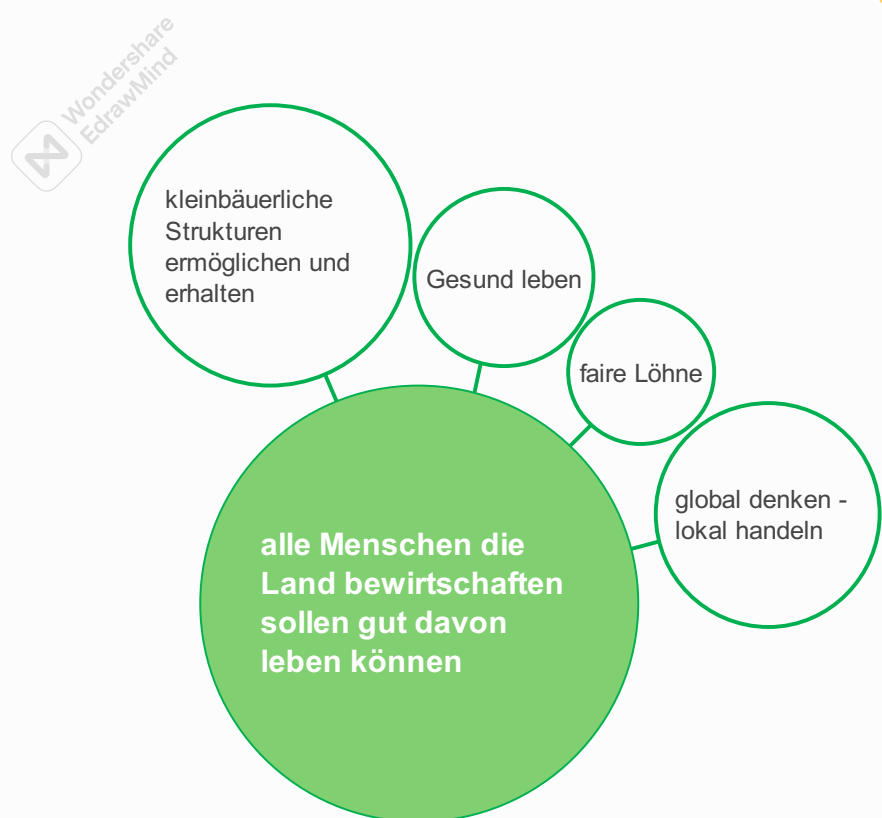 Wondershare
EdrawMind
kleinbäuerliche
Strukturen
ermöglichen und
erhalten
Gesund leben
faire Löhne
global denken -
lokal handeln
alle Menschen die
Land bewirtschaften
sollen gut davon
leben können